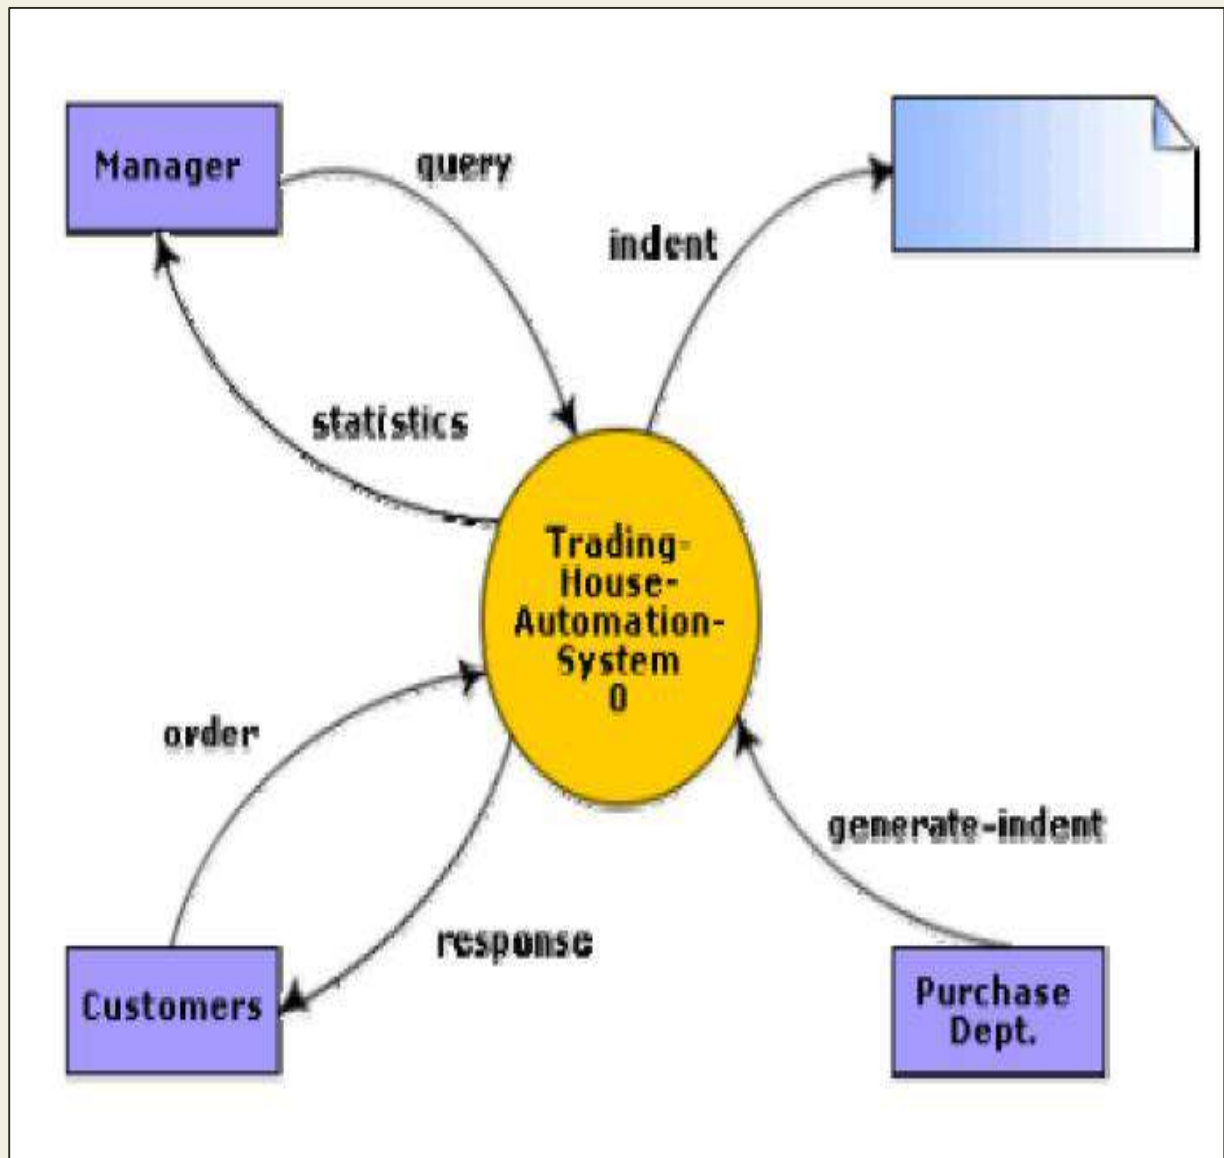 Manager
query
indent
statistics
Trading-
House-
Automation-
System
0
order
generate-indent
response
Customers
Purchase
Dept.